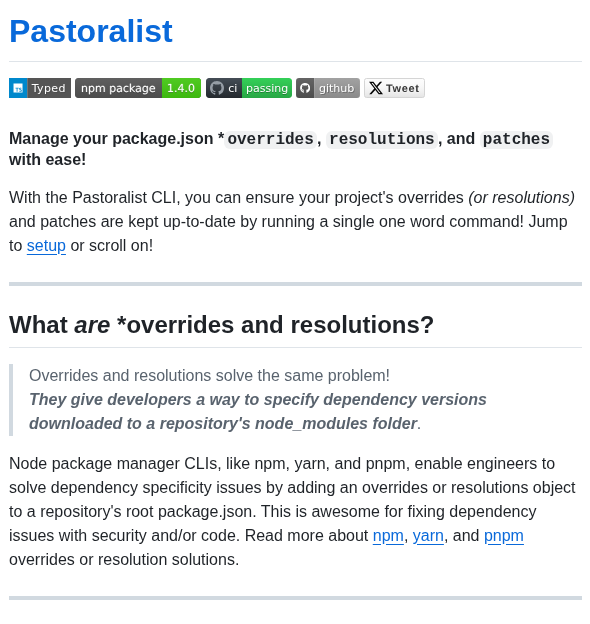 Pastoralist
TS Typed npm package 1.4.0 ci passing github Tweet
Manage your package.json *overrides, resolutions, and patches
with ease!
With the Pastoralist CLI, you can ensure your project's overrides (or resolutions)
and patches are kept up-to-date by running a single one word command! Jump
to setup or scroll on!
What are *overrides and resolutions?
Overrides and resolutions solve the same problem!
They give developers a way to specify dependency versions
downloaded to a repository's node_modules folder.
Node package manager CLIs, like npm, yarn, and pnpm, enable engineers to
solve dependency specificity issues by adding an overrides or resolutions object
to a repository's root package.json. This is awesome for fixing dependency
issues with security and/or code. Read more about npm, yarn, and pnpm
overrides or resolution solutions.